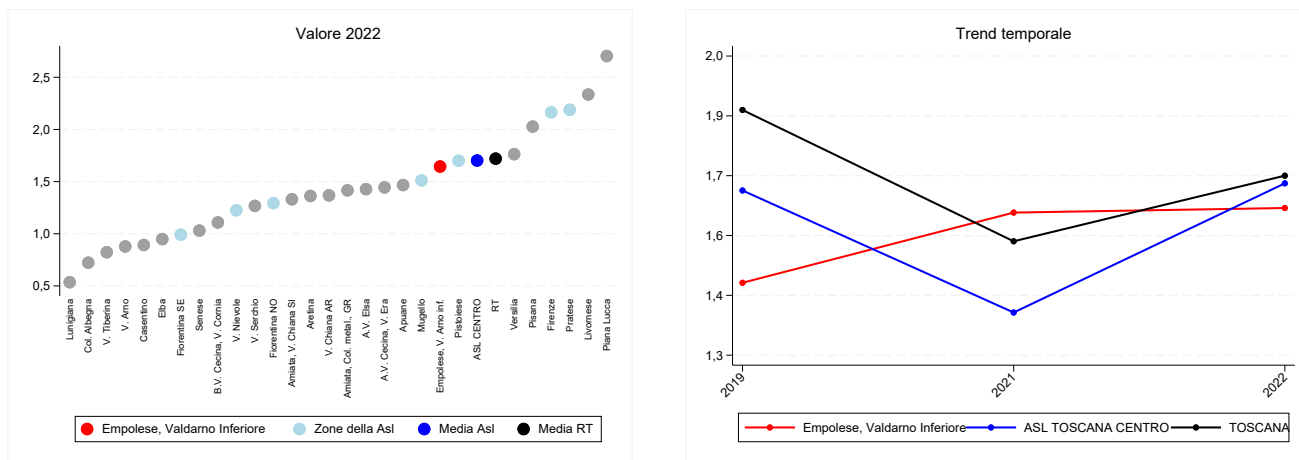 Valore 2022
2,5
2,0
1,5
1,0
0,5
Lunigiana
Col. Albegna
V. Tiberina
V. Arno
Casentino
Elba
Fiorentina SE
Senese
B.V. Cecina, V. Cornia
V. Nievole
V. Serchio
Fiorentina NO
Amiata, V. Chiana SI
Aretina
V. Chiana AR
Amiata, Col. metal., GR
A.V. Elsa
A.V. Cecina, V. Era
Apuane
Mugello
Empolese, V. Arno inf.
Pistoiese
ASL CENTRO
RT
Versilia
Pisana
Firenze
Pratese
Livornese
Piana Lucca
Empolese, Valdarno Inferiore
Zone della Asl
Media Asl
Media RT
Trend temporale
2,0
1,9
1,7
1,6
1,4
1,3
2019
2021
2022
Empolese, Valdarno Inferiore
ASL TOSCANA CENTRO
TOSCANA